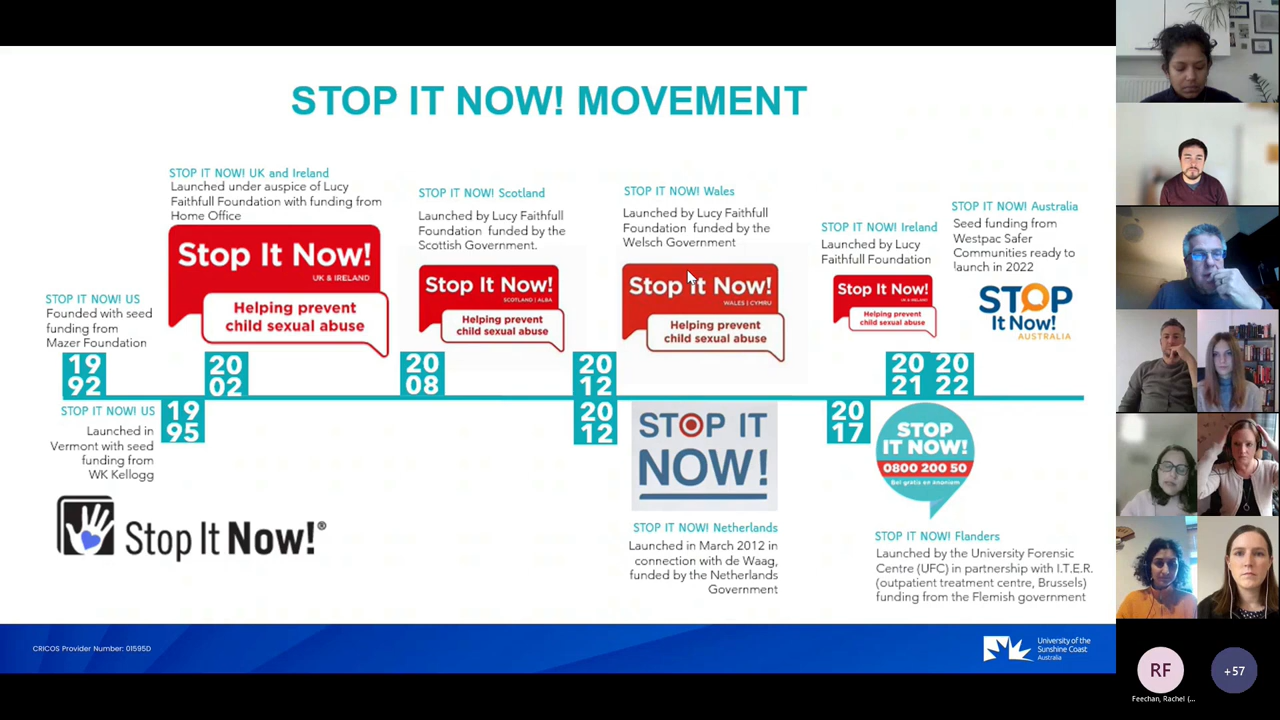 STOP IT NOW! MOVEMENT
STOP IT NOW! UK and Ireland
Launched under auspice of Lucy
Faithfull Foundation with funding from
Home Office
Stop It Now!
UK & IRELAND
Helping prevent
child sexual abuse
STOP IT NOW! Scotland
Launched by Lucy Faithfull
Foundation funded by the
Scottish Government.
Stop It Now!
SCOTLAND | ALBA
Helping prevent
child sexual abuse
STOP IT NOW! Wales
Launched by Lucy Faithfull
Foundation funded by the
Welsch Government
Stop It Now!
WALES | CYMRU
Helping prevent
child sexual abuse
STOP IT NOW! Ireland
Launched by Lucy
Faithfull Foundation
Stop It Now!
UK & IRELAND
Helping prevent
child sexual abuse
STOP IT NOW! Australia
Seed funding from
Westpac Safer
Communities ready to
launch in 2022
STOP
It Now!
AUSTRALIA
STOP IT NOW! US
Founded with seed
funding from
Mazer Foundation
19
92
20
02
20
08
20
12
20
21
20
22
STOP IT NOW! US
Launched in
Vermont with seed
funding from
WK Kellogg
19
95
Stop It Now!®
20
12
STOP IT
NOW!
STOP IT NOW! Netherlands
Launched in March 2012 in
connection with de Waag,
funded by the Netherlands
Government
20
17
STOP
IT NOW!
0800 200 50
Bel gratis en anoniem
STOP IT NOW! Flanders
Launched by the University Forensic
Centre (UFC) in partnership with I.T.E.R.
(outpatient treatment centre, Brussels)
funding from the Flemish government
CRICOS Provider Number: 01595D
University of the
Sunshine Coast
Australia
RF
Feechan, Rachel (...
+57